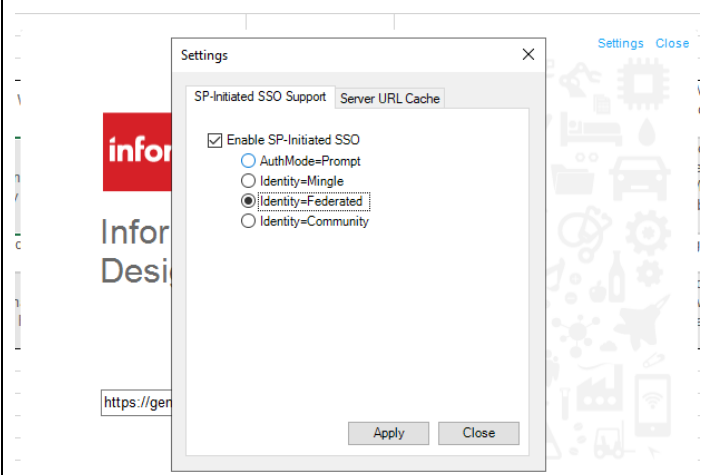 Settings Close
Settings
SP-Initiated SSO Support Server URL Cache
Enable SP-Initiated SSO
AuthMode=Prompt
Identity=Mingle
Identity=Federated
Identity=Community
infor
Infor
Desi
https://gen
Apply Close